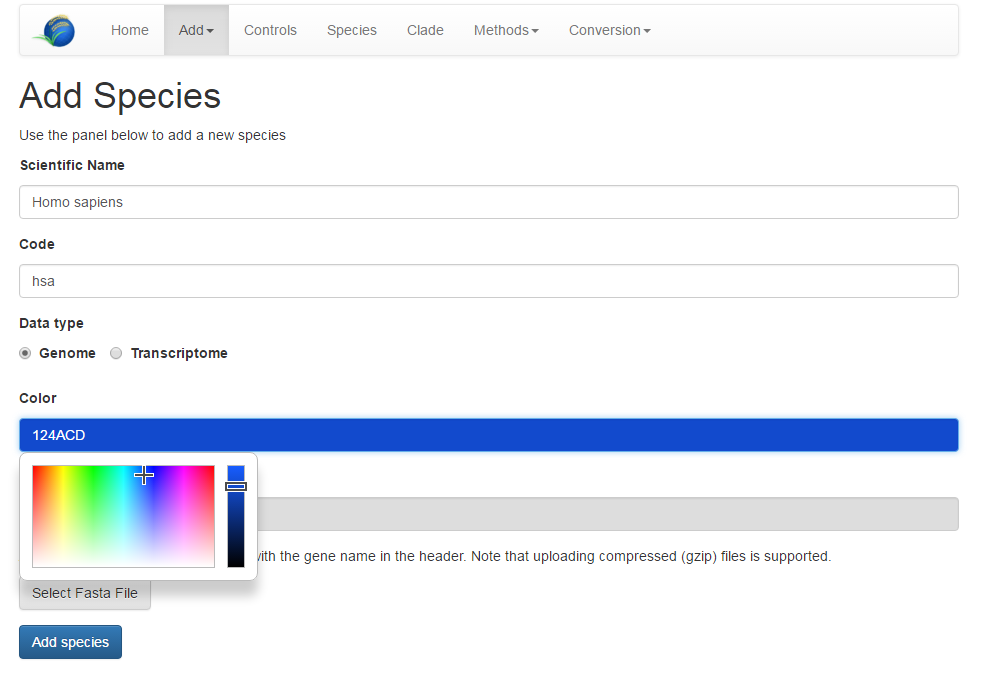 Home Add Controls Species Clade Methods Conversion
Add Species
Use the panel below to add a new species
Scientific Name
Homo sapiens
Code
hsa
Data type
Genome Transcriptome
Color
124ACD
with the gene name in the header. Note that uploading compressed (gzip) files is supported.
Select Fasta File
Add species